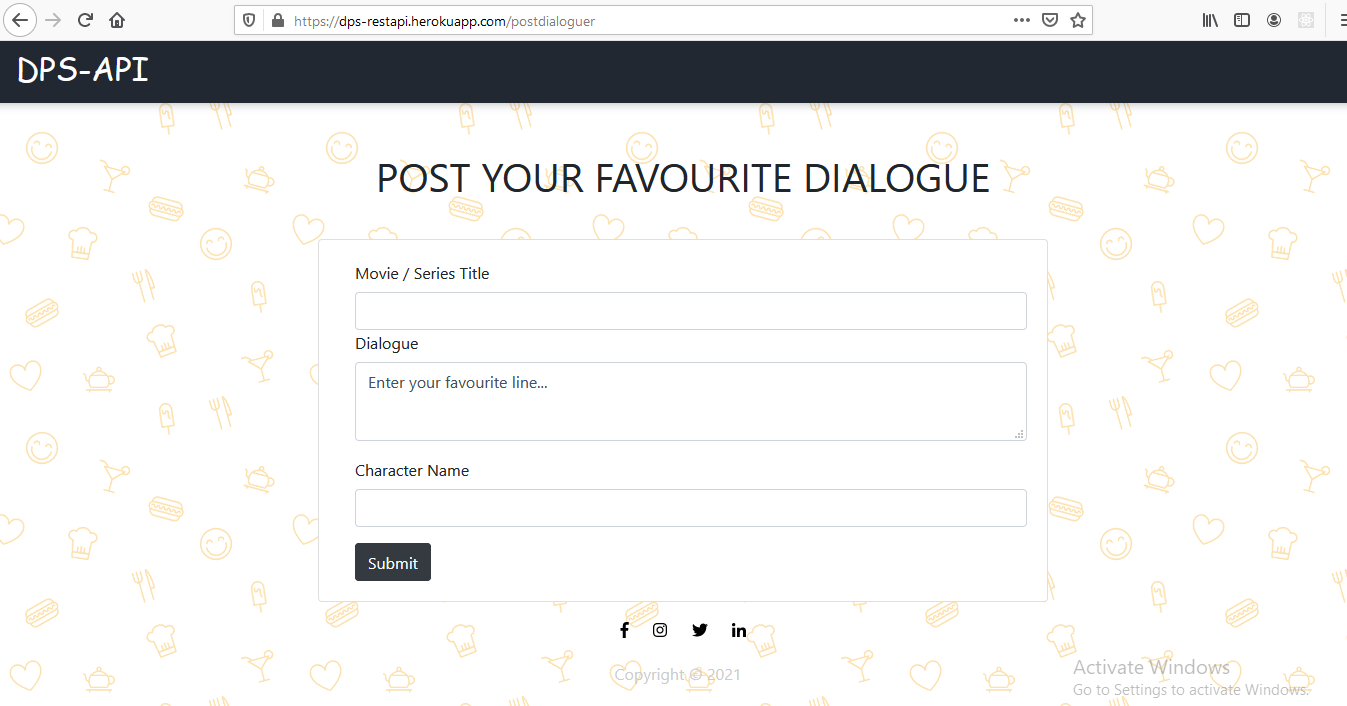 https://dps-restapi.herokuapp.com/postdialoguer
DPS-API
POST YOUR FAVOURITE DIALOGUE
Movie / Series Title
Dialogue
Enter your favourite line...
Character Name
Submit
Copyright © 2021
Activate Windows
Go to Settings to activate Windows.